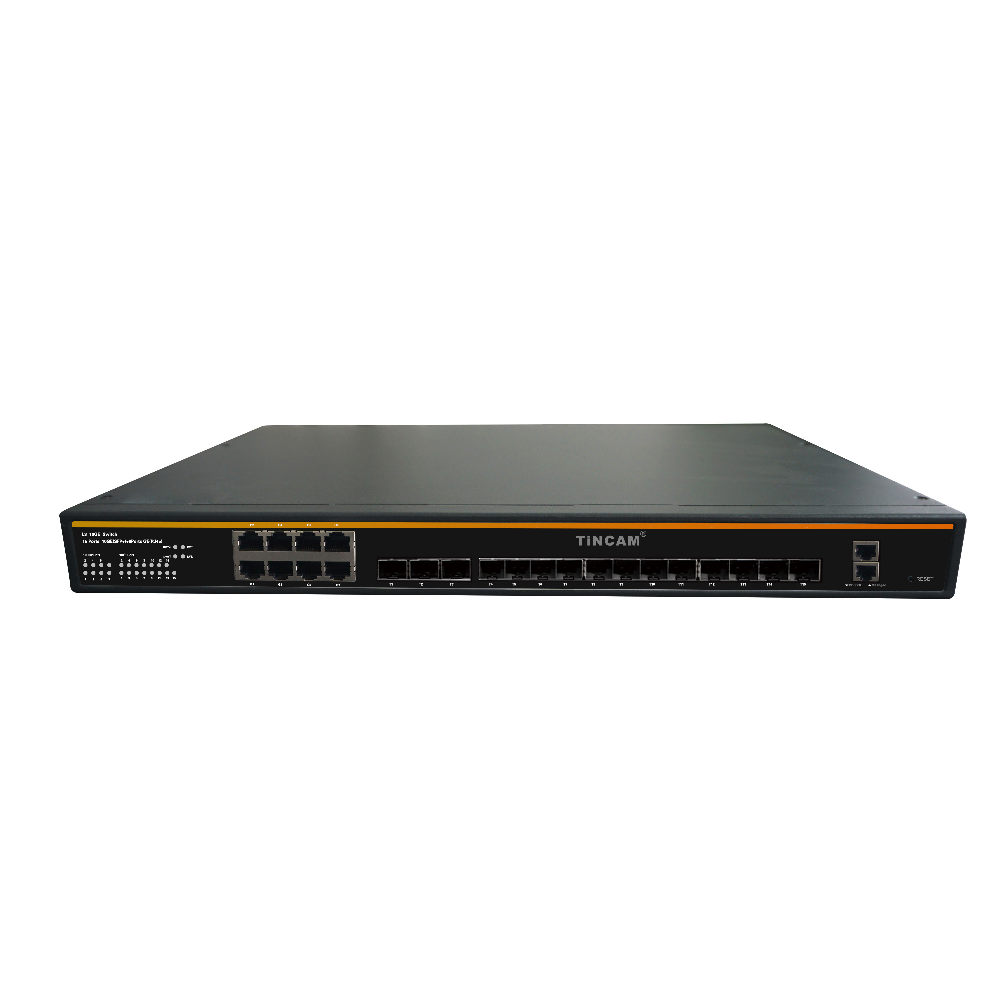 G2 G4 G6 G8
TiNCAM®
L3 10GE Switch
15 Ports 10GE(SFP+)+8Ports GE(RJ45)
pwr2 pwr
pwr1 SYS
1000MPort 10G Port
2 4 6 2 4 6 8 10 12 14
1 3 5 7 1 3 5 7 9 11 13 15
G1 G3 G5 G7
T1 T2 T3 T4 T5 T6 T7 T8 T9 T10 T11 T12 T13 T14 T15
CONSOLE Maanged
RESET